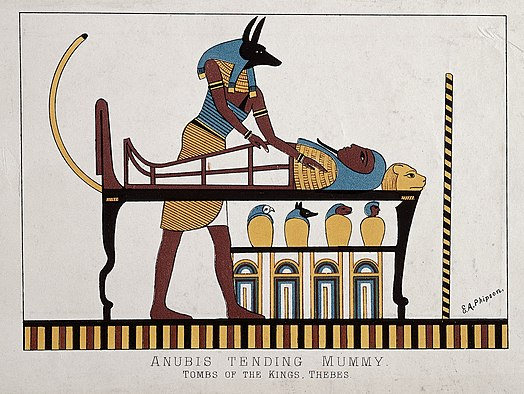 E.A.Phipson.
ANUBIS TENDING MUMMY.
TOMBS OF THE KINGS, THEBES.